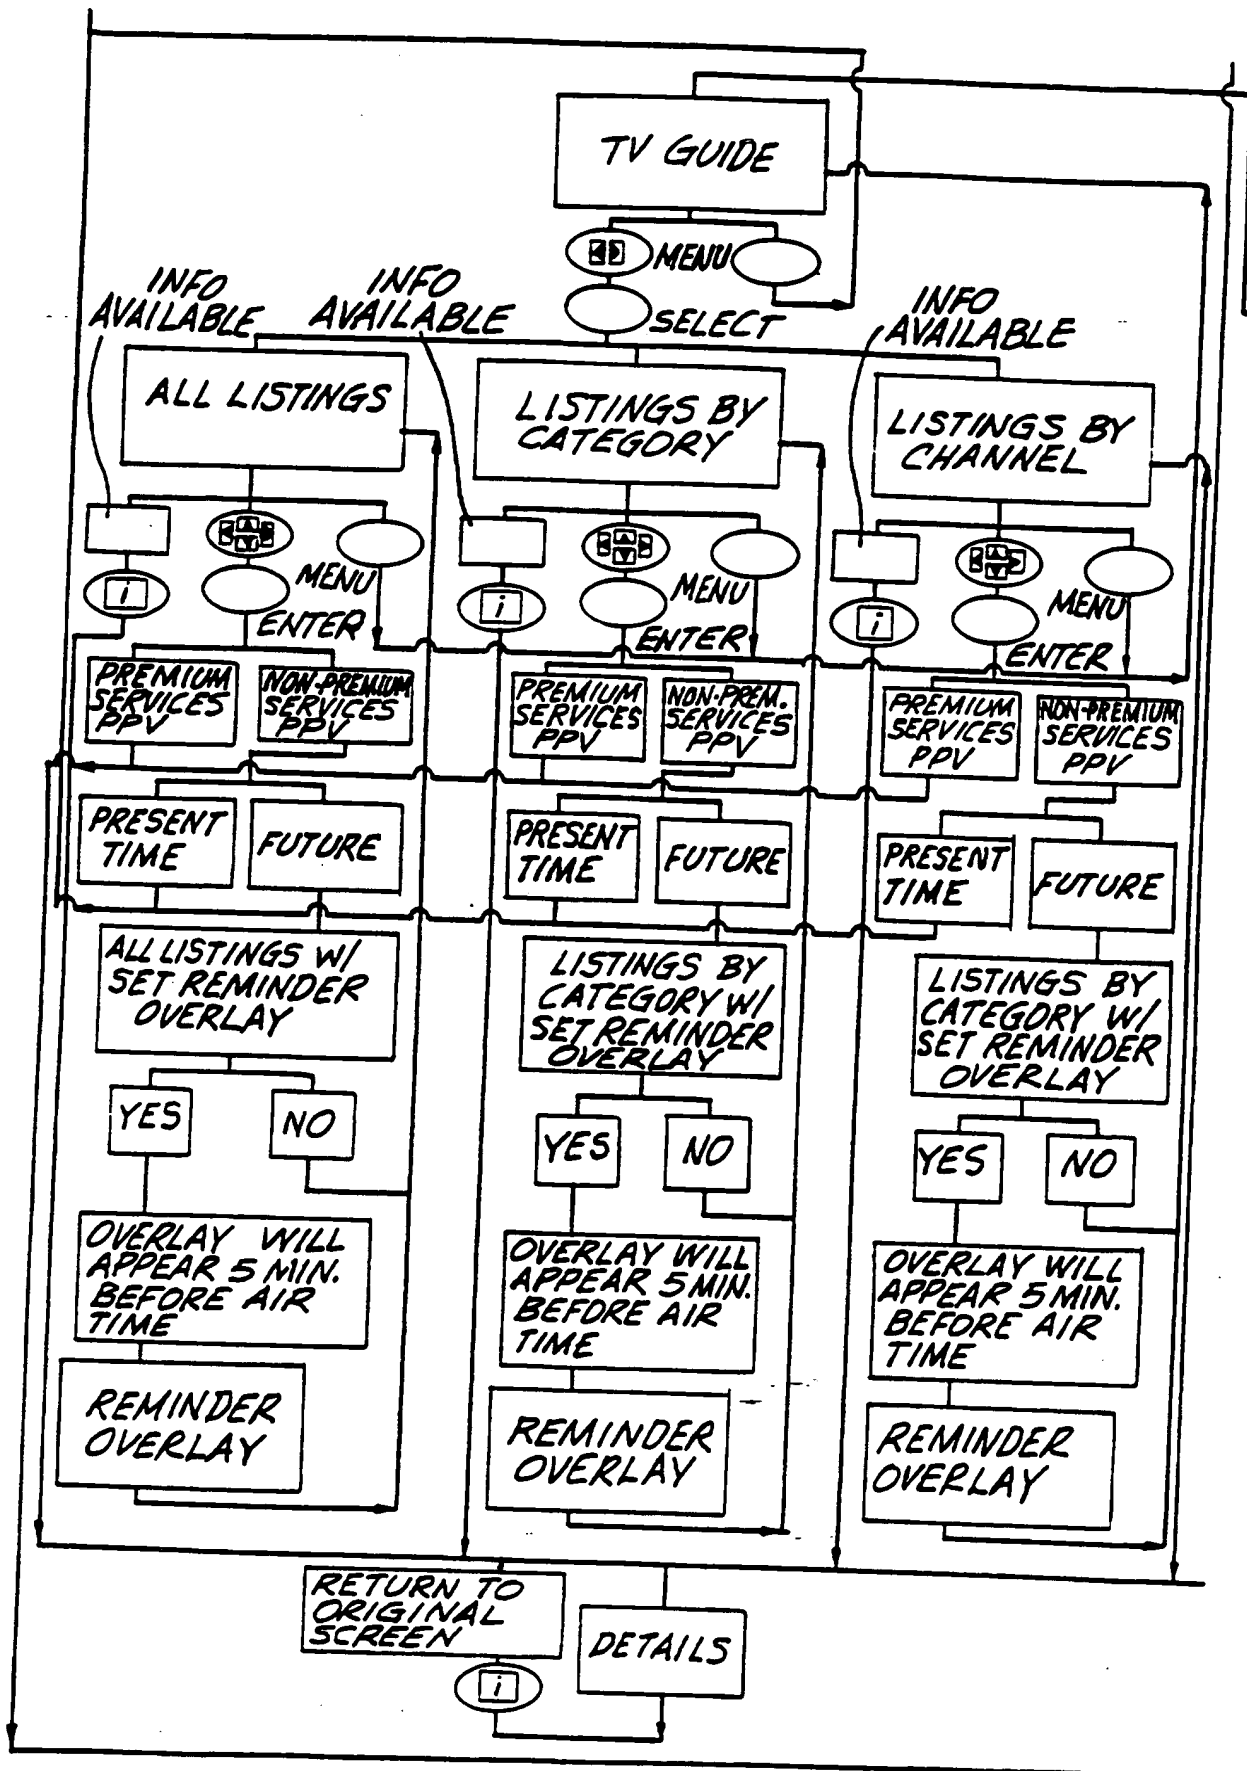 TV GUIDE
MENU
SELECT
INFO
AVAILABLE
INFO
AVAILABLE
INFO
AVAILABLE
ALL LISTINGS
LISTINGS BY
CATEGORY
LISTINGS BY
CHANNEL
i
MENU
ENTER
i
MENU
ENTER
i
MENU
ENTER
PREMIUM
SERVICES
PPV
NON-PREMIUM
SERVICES
PPV
PREMIUM
SERVICES
PPV
NON-PREM.
SERVICES
PPV
PREMIUM
SERVICES
PPV
NON-PREMIUM
SERVICES
PPV
PRESENT
TIME
FUTURE
PRESENT
TIME
FUTURE
PRESENT
TIME
FUTURE
ALL LISTINGS W/
SET REMINDER
OVERLAY
LISTINGS BY
CATEGORY W/
SET REMINDER
OVERLAY
LISTINGS BY
CATEGORY W/
SET REMINDER
OVERLAY
YES
NO
YES
NO
YES
NO
OVERLAY WILL
APPEAR 5 MIN.
BEFORE AIR
TIME
OVERLAY WILL
APPEAR 5 MIN.
BEFORE AIR
TIME
OVERLAY WILL
APPEAR 5 MIN.
BEFORE AIR
TIME
REMINDER
OVERLAY
REMINDER
OVERLAY
REMINDER
OVERLAY
RETURN TO
ORIGINAL
SCREEN
i
DETAILS